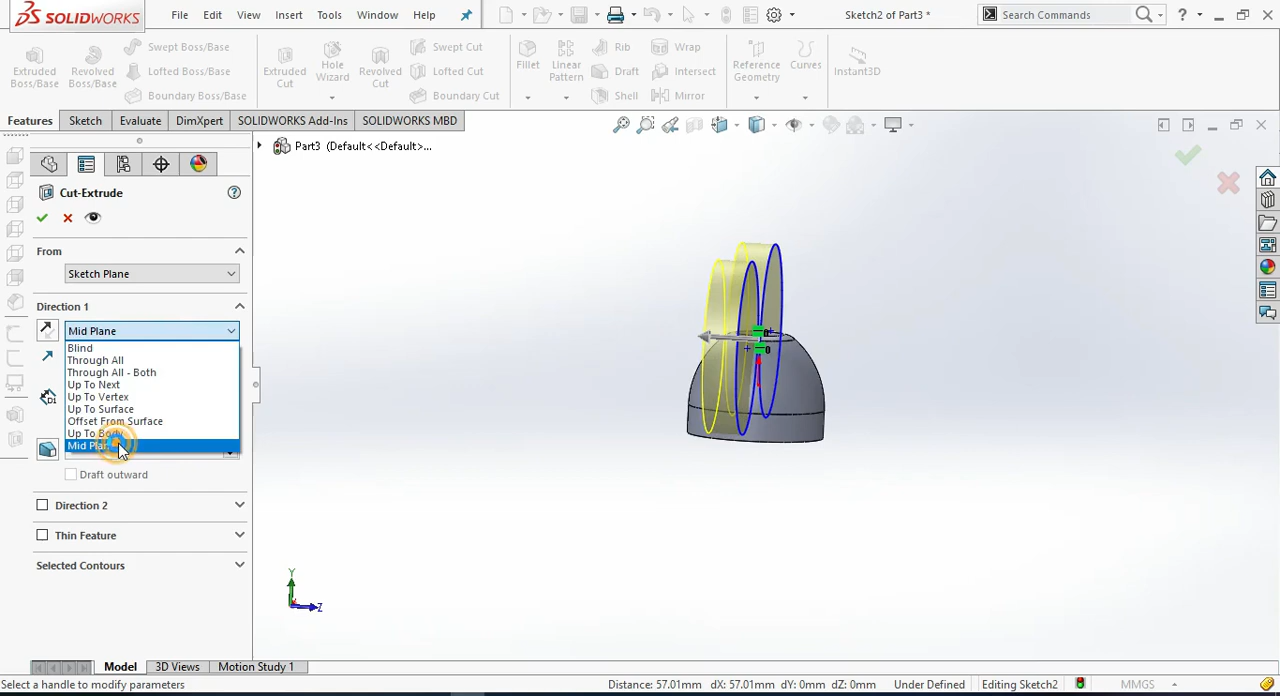 SOLIDWORKS File Edit View Insert Tools Window Help Sketch2 of Part3 * Search Commands ?
Extruded Boss/Base
Revolved Boss/Base
Swept Boss/Base
Lofted Boss/Base
Boundary Boss/Base
Extruded Cut
Hole Wizard
Revolved Cut
Swept Cut
Lofted Cut
Boundary Cut
Fillet
Linear Pattern
Rib
Draft
Shell
Wrap
Intersect
Mirror
Reference Geometry
Curves
Instant3D
Features Sketch Evaluate DimXpert SOLIDWORKS Add-Ins SOLIDWORKS MBD
Part3 (Default<<Default>...
Cut-Extrude
From
Sketch Plane
Direction 1
Mid Plane
Blind
Through All
Through All - Both
Up To Next
Up To Vertex
Up To Surface
Offset From Surface
Up To Body
Mid Plane
Draft outward
Direction 2
Thin Feature
Selected Contours
Y
Z
Model 3D Views Motion Study 1
Select a handle to modify parameters Distance: 57.01mm dX: 57.01mm dY: 0mm dZ: 0mm Under Defined Editing Sketch2 MMGS